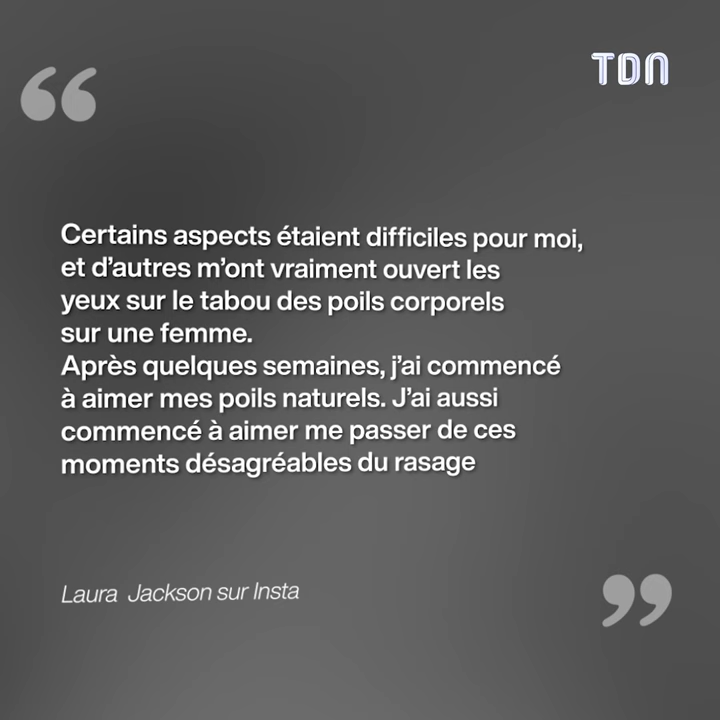 TDN
“
Certains aspects étaient difficiles pour moi,
et d’autres m’ont vraiment ouvert les
yeux sur le tabou des poils corporels
sur une femme.
Après quelques semaines, j’ai commencé
à aimer mes poils naturels. J’ai aussi
commencé à aimer me passer de ces
moments désagréables du rasage
Laura Jackson sur Insta
”